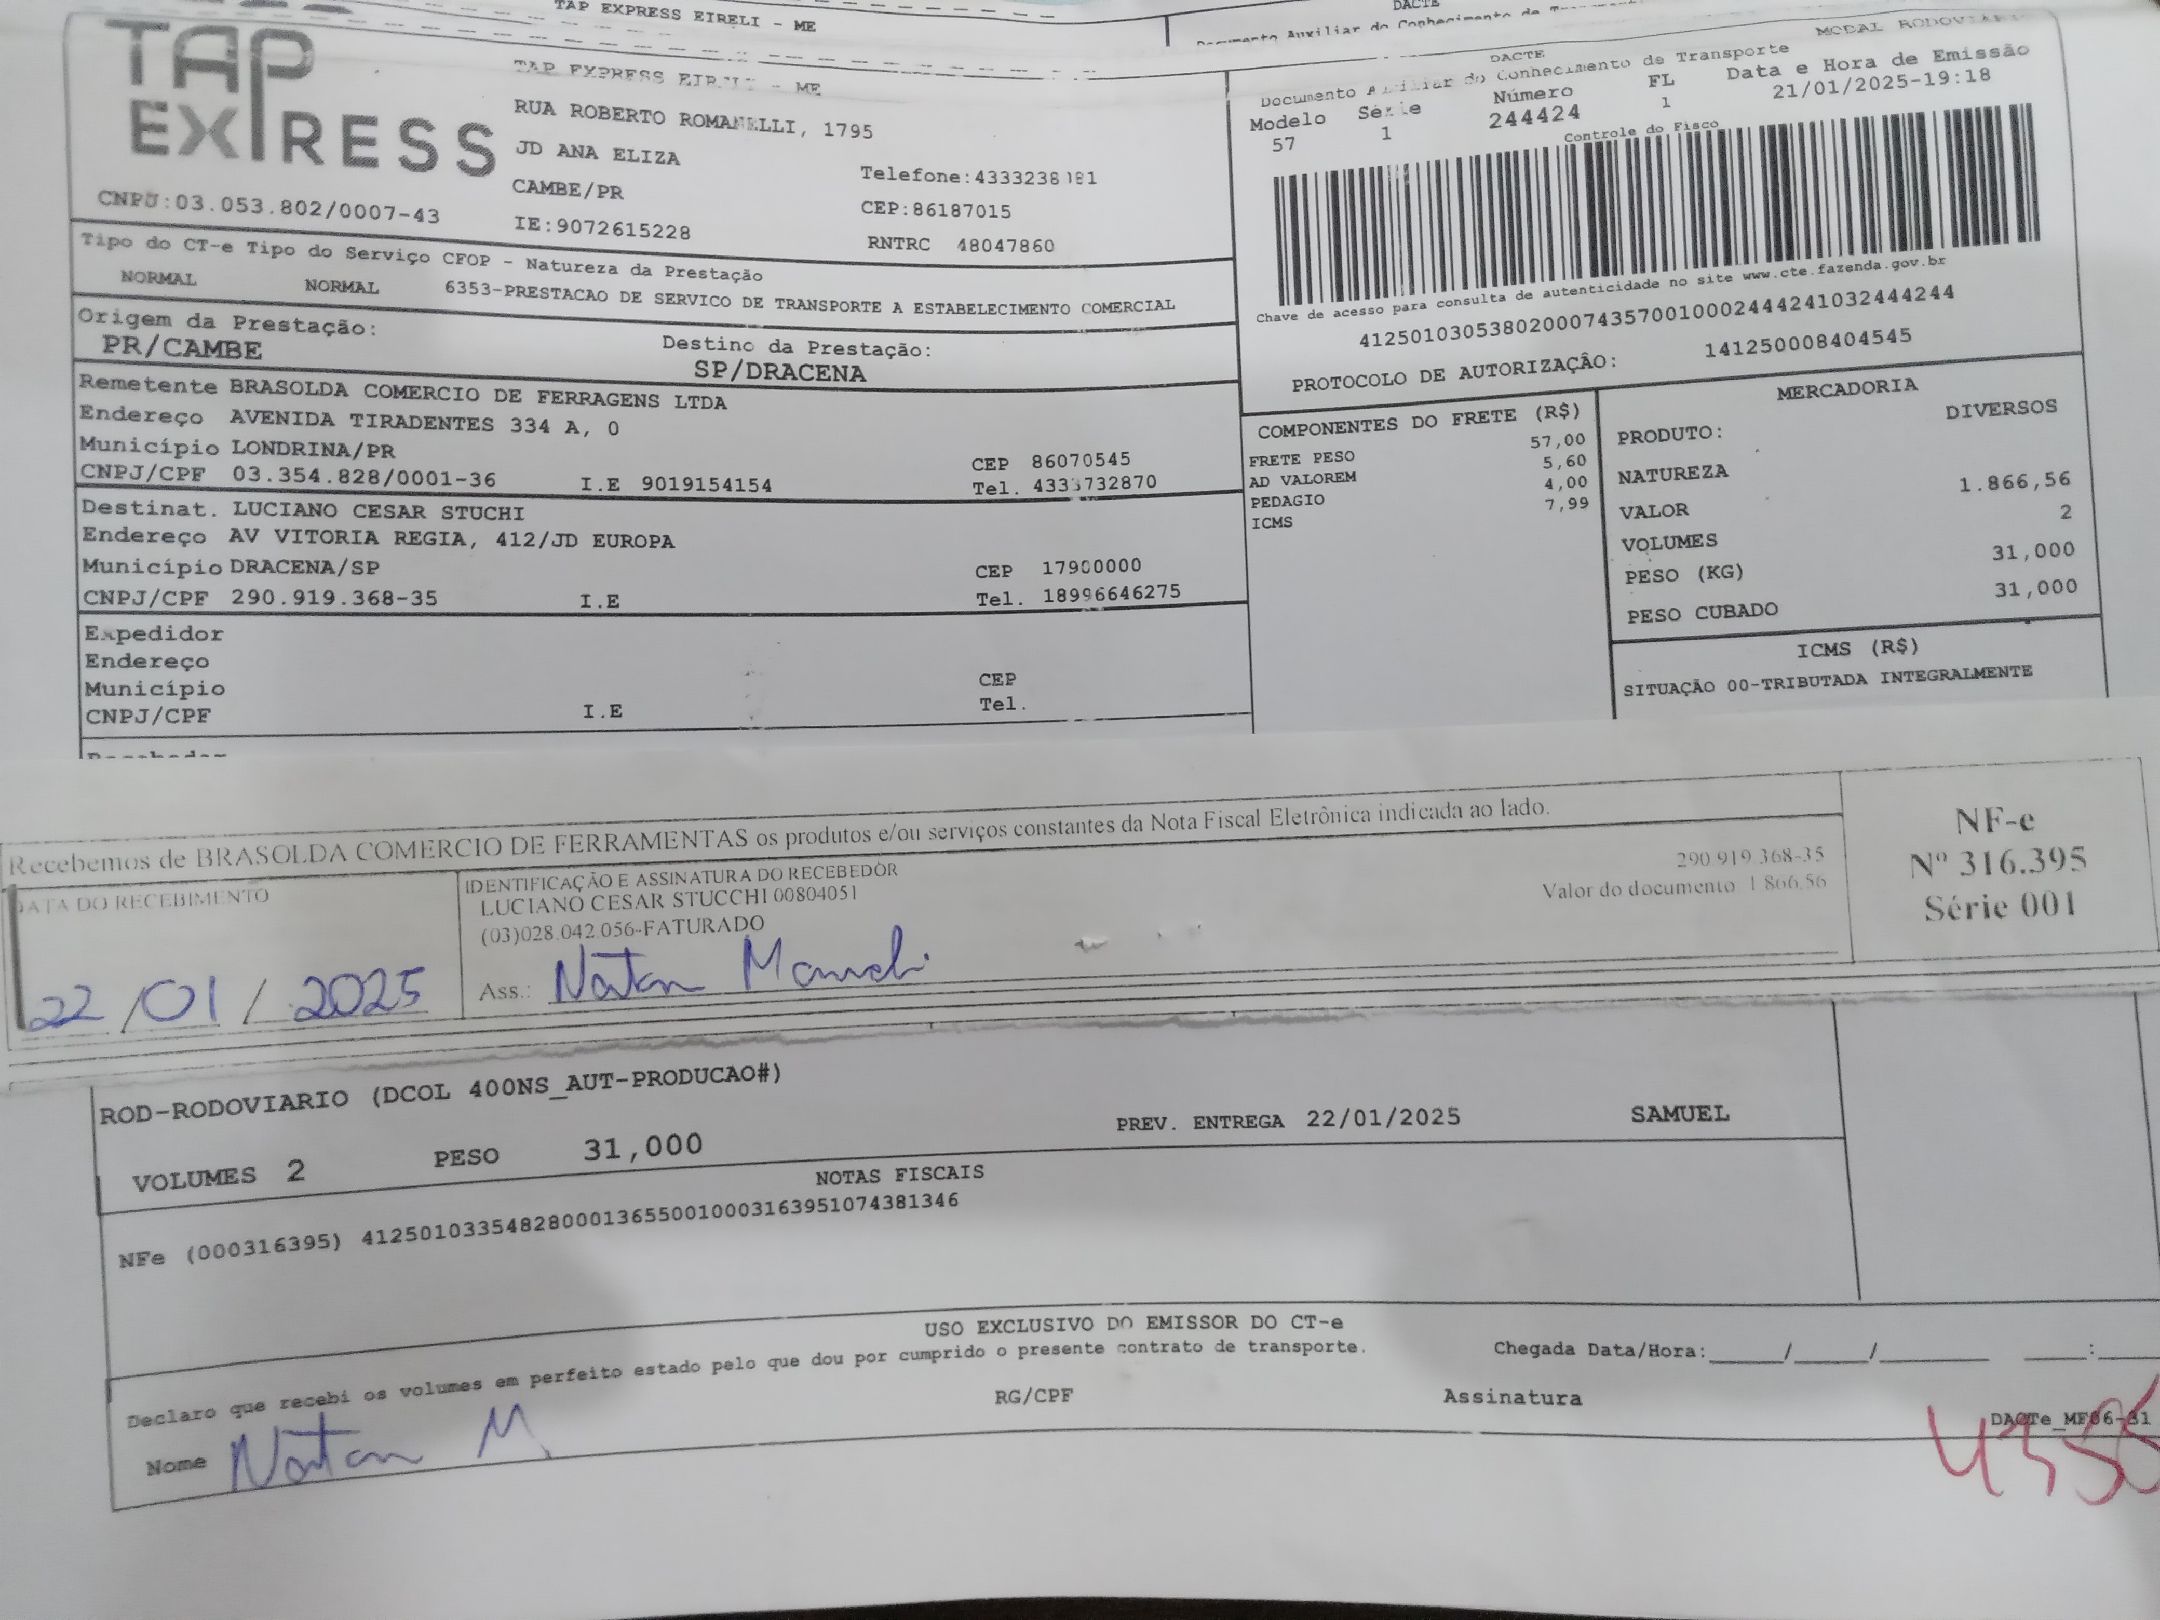 TAP EXPRESS EIRELI - ME
DACTE
TAP EXPRESS
TAP EXPRESS EIRELI - ME
RUA ROBERTO ROMANELLI, 1795
JD ANA ELIZA
CAMBE/PR
IE:9072615228
Telefone:4333238181
CEP:86187015
RNTRC 48047860
CNPJ:03.053.802/0007-43
DACTE
MODAL RODOVIARIO
Documento Auxiliar do Conhecimento de Transporte
Modelo Série Número FL Data e Hora de Emissão
57 1 244424 1 21/01/2025-19:18
Controle do Fisco
Chave de acesso para consulta de autenticidade no site www.cte.fazenda.gov.br
41250103053802000743570010002444241032444244
PROTOCOLO DE AUTORIZAÇÃO: 141250008404545
Tipo do CT-e Tipo do Serviço CFOP - Natureza da Prestação
NORMAL NORMAL 6353-PRESTACAO DE SERVICO DE TRANSPORTE A ESTABELECIMENTO COMERCIAL
Origem da Prestação: Destino da Prestação:
PR/CAMBE SP/DRACENA
Remetente BRASOLDA COMERCIO DE FERRAGENS LTDA
Endereço AVENIDA TIRADENTES 334 A, 0
Município LONDRINA/PR CEP 86070545
CNPJ/CPF 03.354.828/0001-36 I.E 9019154154 Tel. 4333732870
Destinat. LUCIANO CESAR STUCHI
Endereço AV VITORIA REGIA, 412/JD EUROPA
Município DRACENA/SP CEP 17900000
CNPJ/CPF 290.919.368-35 I.E Tel. 18996646275
Expedidor
Endereço
Município CEP
CNPJ/CPF I.E Tel.
COMPONENTES DO FRETE (R$)
FRETE PESO 57,00
AD VALOREM 5,60
PEDAGIO 4,00
ICMS 7,99
MERCADORIA
PRODUTO: DIVERSOS
NATUREZA
VALOR 1.866,56
VOLUMES 2
PESO (KG) 31,000
PESO CUBADO 31,000
ICMS (R$)
SITUAÇÃO 00-TRIBUTADA INTEGRALMENTE
Recebemos de BRASOLDA COMERCIO DE FERRAMENTAS os produtos e/ou serviços constantes da Nota Fiscal Eletrônica indicada ao lado.
DATA DO RECEBIMENTO
22/01/2025
IDENTIFICAÇÃO E ASSINATURA DO RECEBEDOR
LUCIANO CESAR STUCCHI 00804051
(03)028.042.056-FATURADO
290.919.368-35
Valor do documento 1.866,56
Ass.: Natan
NF-e
Nº 316.395
Série 001
ROD-RODOVIARIO (DCOL 400NS_AUT-PRODUCAO#)
VOLUMES 2 PESO 31,000 PREV. ENTREGA 22/01/2025 SAMUEL
NOTAS FISCAIS
NFe (000316395) 41250103354828000136550010003163951074381346
USO EXCLUSIVO DO EMISSOR DO CT-e
Declaro que recebi os volumes em perfeito estado pelo que dou por cumprido o presente contrato de transporte.
Chegada Data/Hora:_____/_____/________ ____:____
Nome Natan M. RG/CPF Assinatura
DACTe_MF06-31